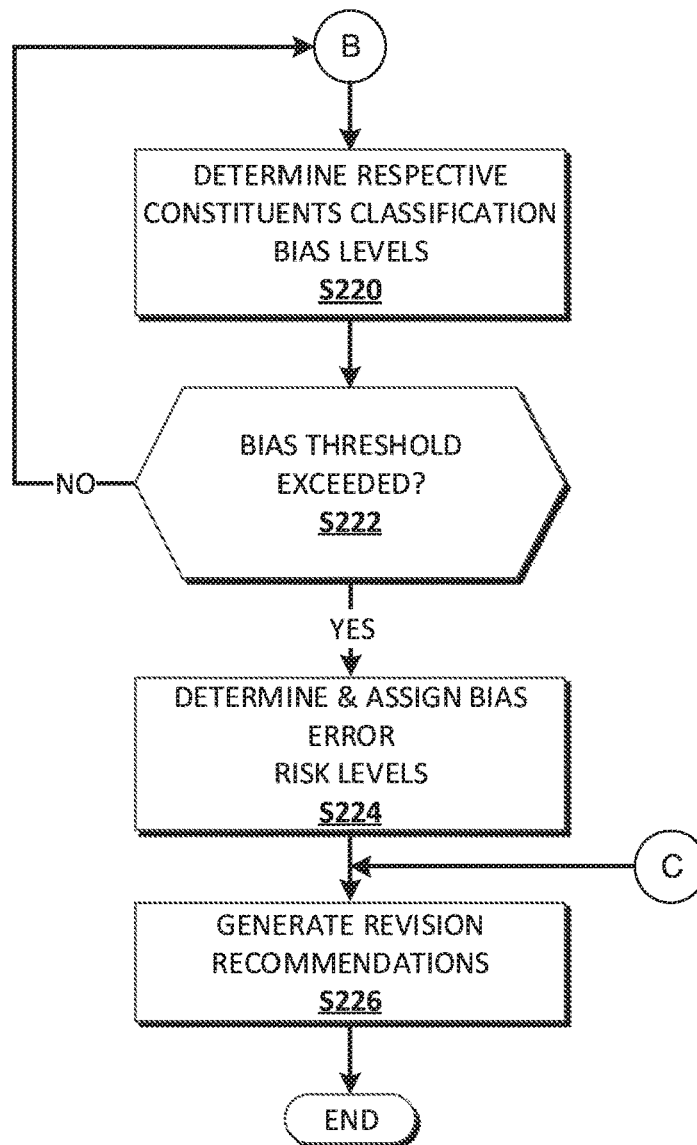 B
DETERMINE RESPECTIVE
CONSTITUENTS CLASSIFICATION
BIAS LEVELS
S220
BIAS THRESHOLD
EXCEEDED?
S222
NO
YES
DETERMINE & ASSIGN BIAS
ERROR
RISK LEVELS
S224
C
GENERATE REVISION
RECOMMENDATIONS
S226
END